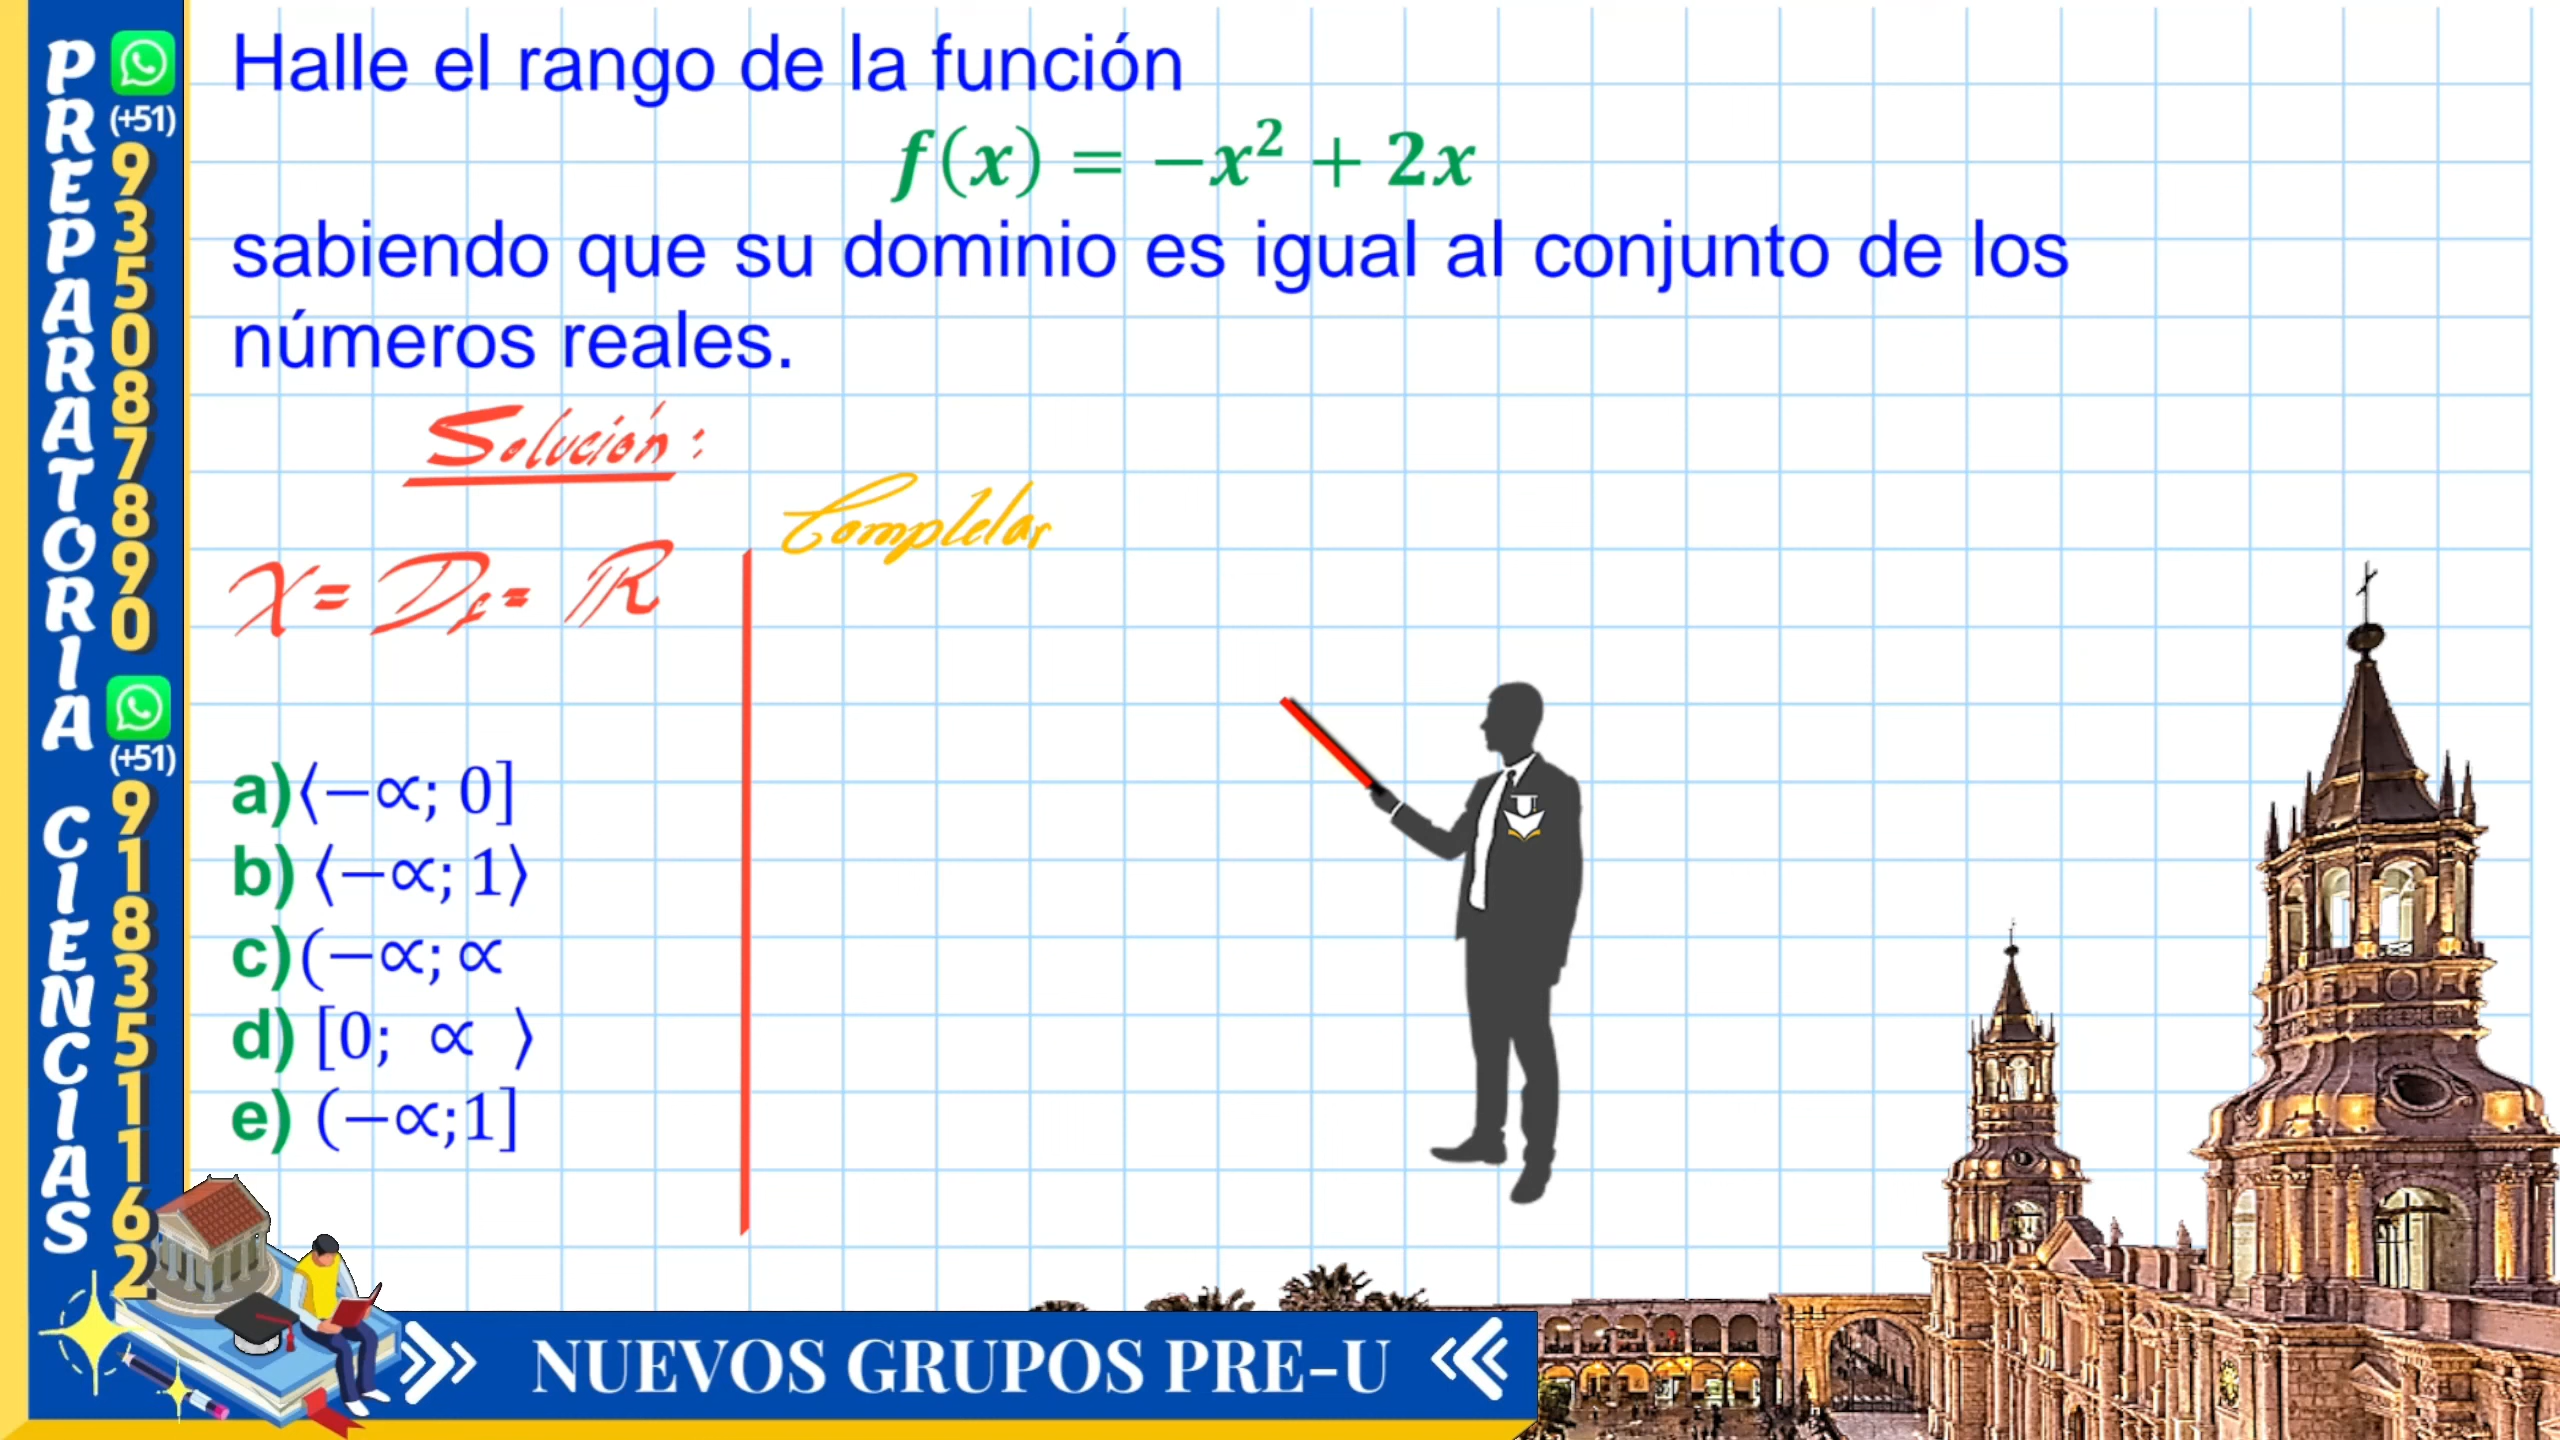 PREPARATORIA CIENCIAS
(+51)
935087890
(+51)
918351162
Halle el rango de la función
f(x) = −x² + 2x
sabiendo que su dominio es igual al conjunto de los
números reales.
Solución:
Completar
x = Df = ℝ
a)⟨−∝; 0]
b) ⟨−∝; 1⟩
c)(−∝; ∝
d) [0; ∝ ⟩
e) (−∝;1]
NUEVOS GRUPOS PRE-U